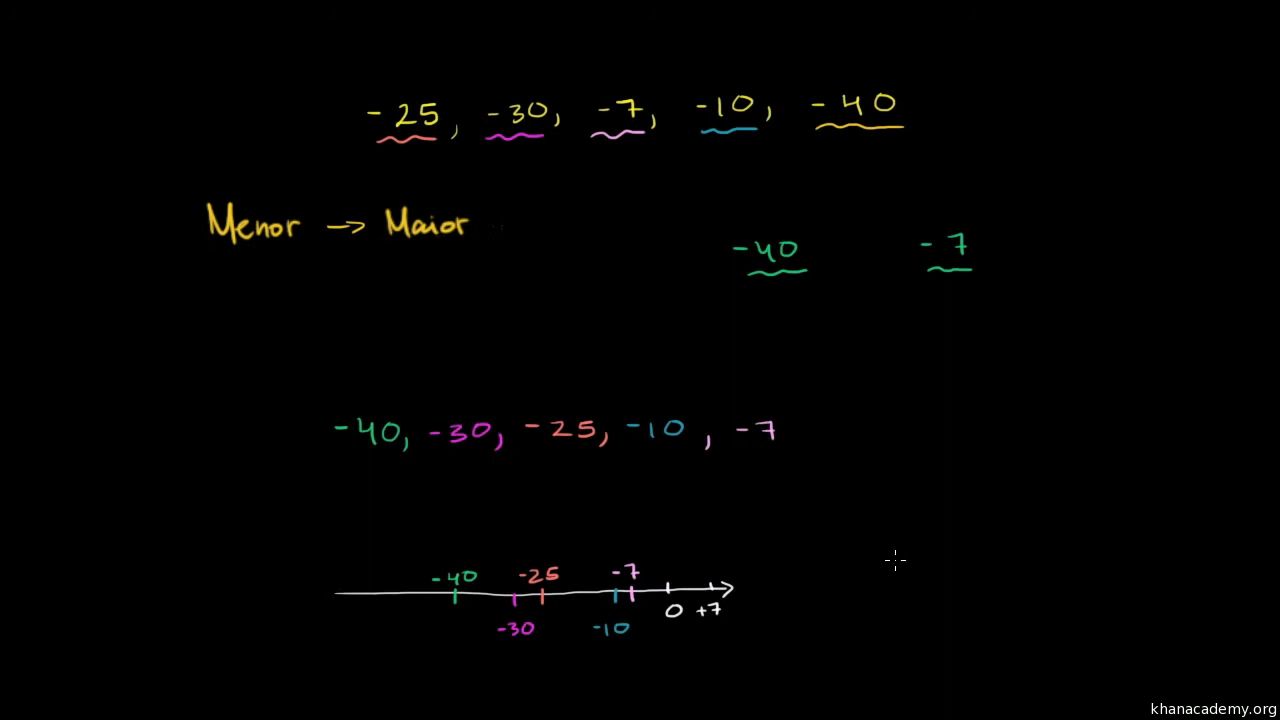 -25, -30, -7, -10, -40
Menor → Maior
-40 -7
-40, -30, -25, -10, -7
-40 -25 -7
0 +7
-30 -10
khanacademy.org